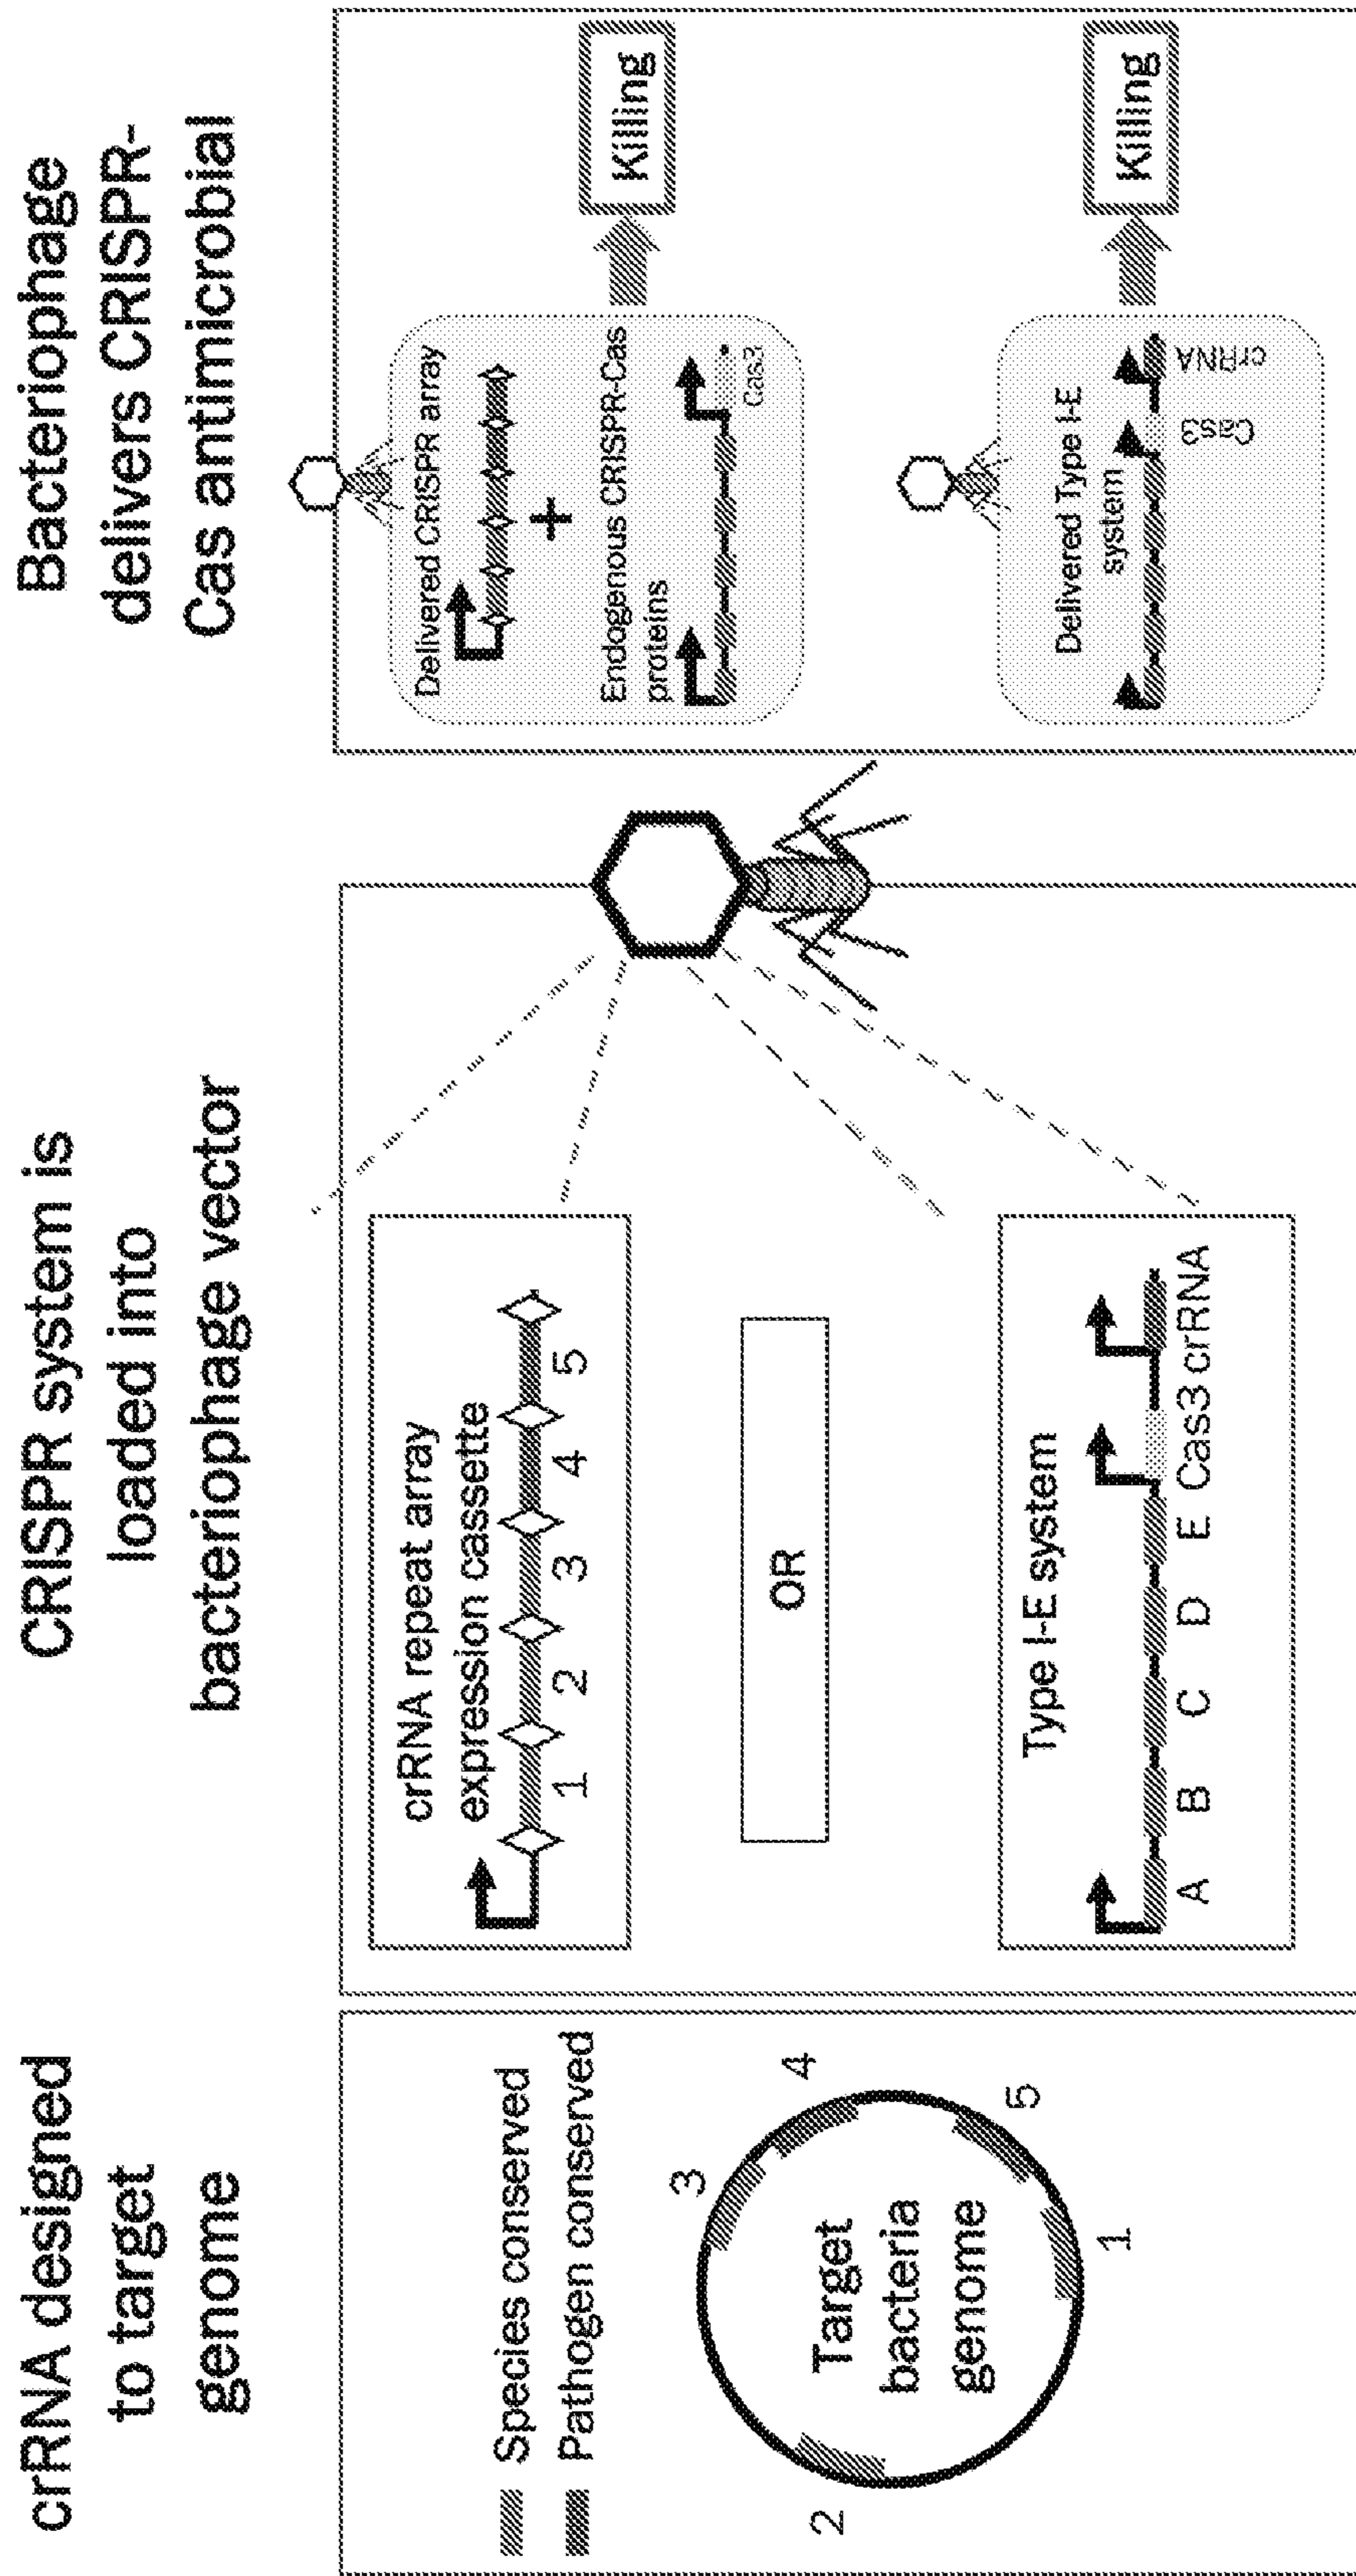 crRNA designed
to target
genome
Species conserved
Pathogen conserved
Target
bacteria
genome
1
2
3
4
5
CRISPR system is
loaded into
bacteriophage vector
crRNA repeat array
expression cassette
1 2 3 4 5
OR
Type I-E system
A B C D E Cas3 crRNA
Bacteriophage
delivers CRISPR-
Cas antimicrobial
Delivered CRISPR array
+
Endogenous CRISPR-Cas
proteins
Cas3
Killing
Delivered Type I-E
system
Cas3
crRNA
Killing